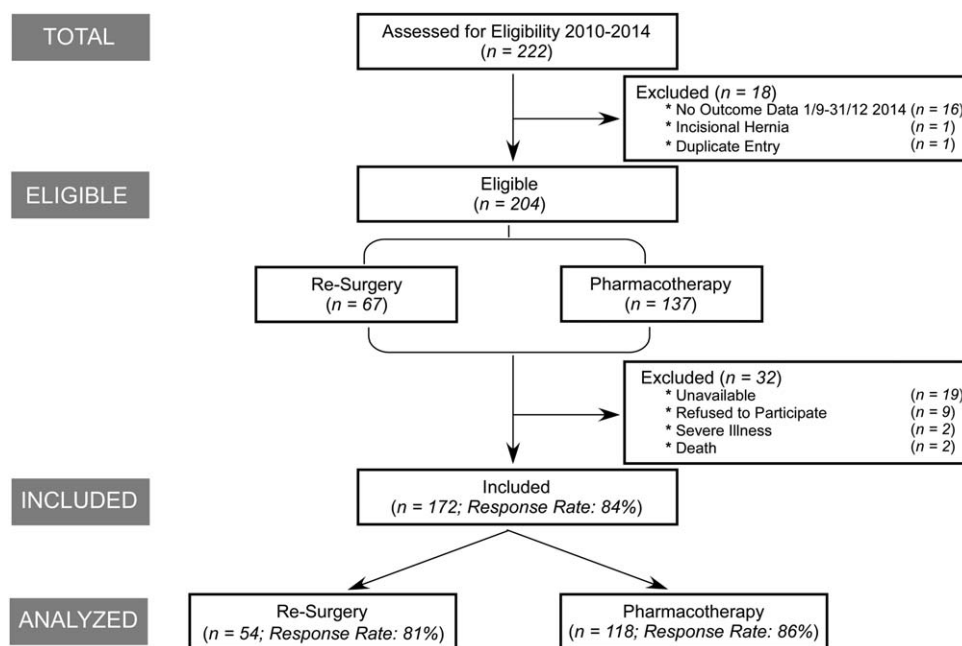 TOTAL
Assessed for Eligibility 2010-2014
(n = 222)
Excluded (n = 18)
* No Outcome Data 1/9-31/12 2014 (n = 16)
* Incisional Hernia (n = 1)
* Duplicate Entry (n = 1)
ELIGIBLE
Eligible
(n = 204)
Re-Surgery
(n = 67)
Pharmacotherapy
(n = 137)
Excluded (n = 32)
* Unavailable (n = 19)
* Refused to Participate (n = 9)
* Severe Illness (n = 2)
* Death (n = 2)
INCLUDED
Included
(n = 172; Response Rate: 84%)
ANALYZED
Re-Surgery
(n = 54; Response Rate: 81%)
Pharmacotherapy
(n = 118; Response Rate: 86%)